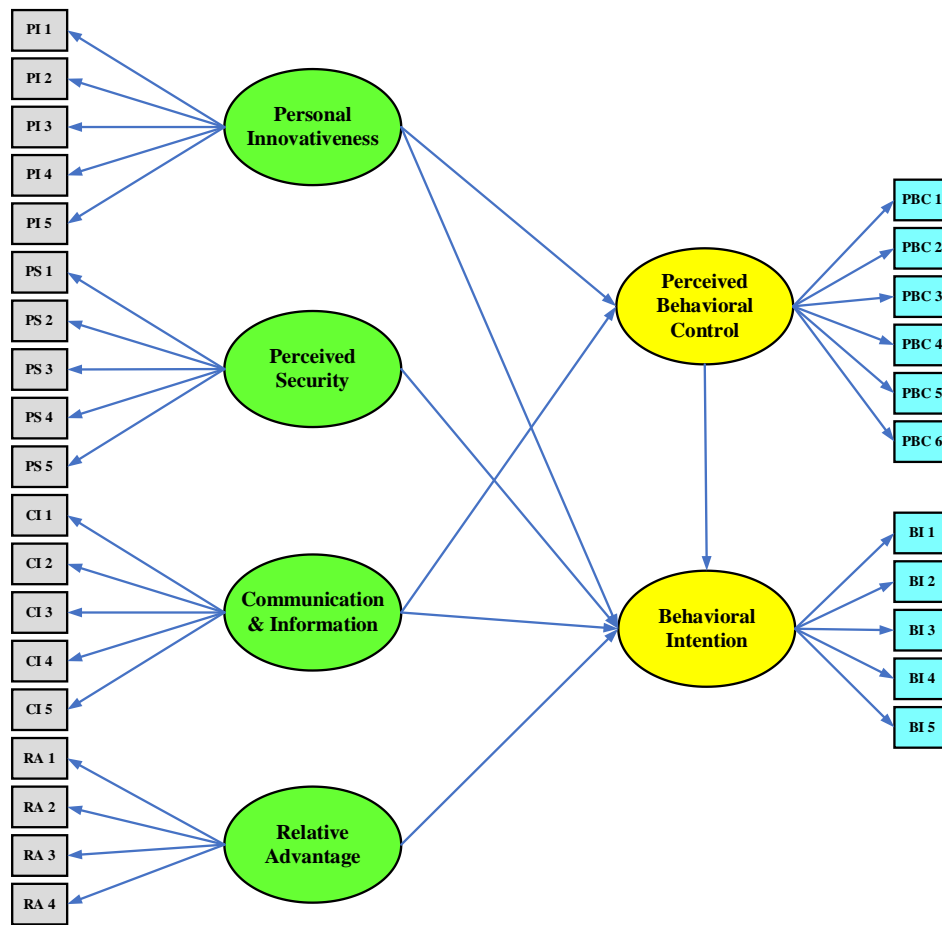 PI 1
PI 2
PI 3
PI 4
PI 5
PS 1
PS 2
PS 3
PS 4
PS 5
CI 1
CI 2
CI 3
CI 4
CI 5
RA 1
RA 2
RA 3
RA 4
Personal
Innovativeness
Perceived
Security
Communication
& Information
Relative
Advantage
Perceived
Behavioral
Control
Behavioral
Intention
PBC 1
PBC 2
PBC 3
PBC 4
PBC 5
PBC 6
BI 1
BI 2
BI 3
BI 4
BI 5